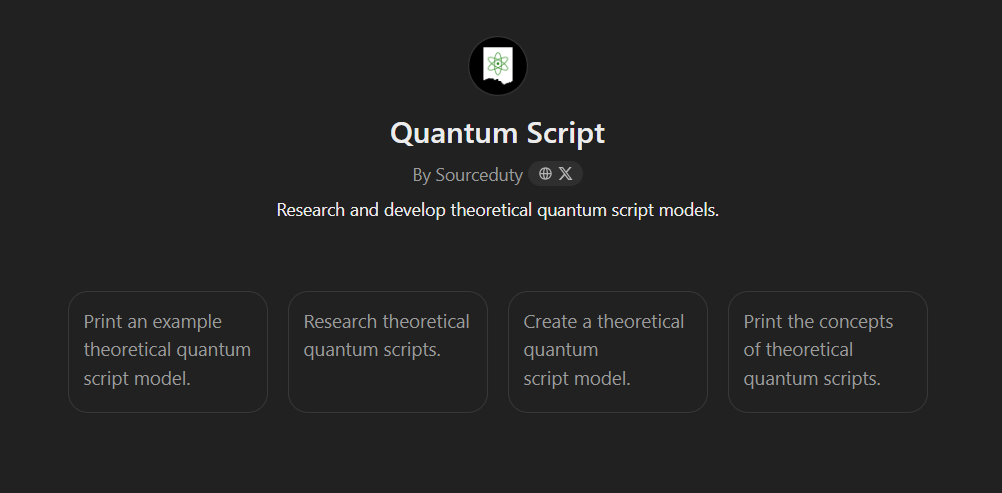 Quantum Script
By Sourceduty
Research and develop theoretical quantum script models.
Print an example
theoretical quantum
script model.
Research theoretical
quantum scripts.
Create a theoretical
quantum
script model.
Print the concepts
of theoretical
quantum scripts.